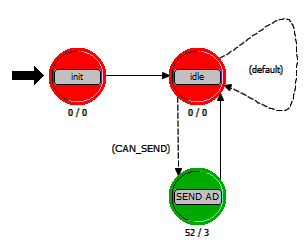 init
idle
(default)
0 / 0
0 / 0
(CAN_SEND)
SEND AD
52 / 3